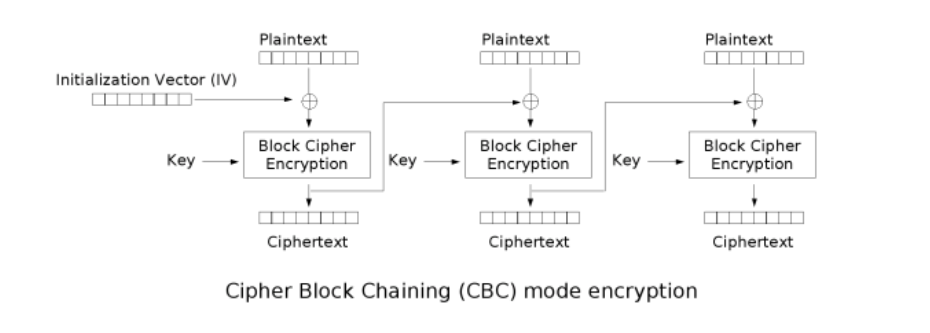 Plaintext
Plaintext
Plaintext
Initialization Vector (IV)
Key
Block Cipher
Encryption
Key
Block Cipher
Encryption
Key
Block Cipher
Encryption
Ciphertext
Ciphertext
Ciphertext
Cipher Block Chaining (CBC) mode encryption